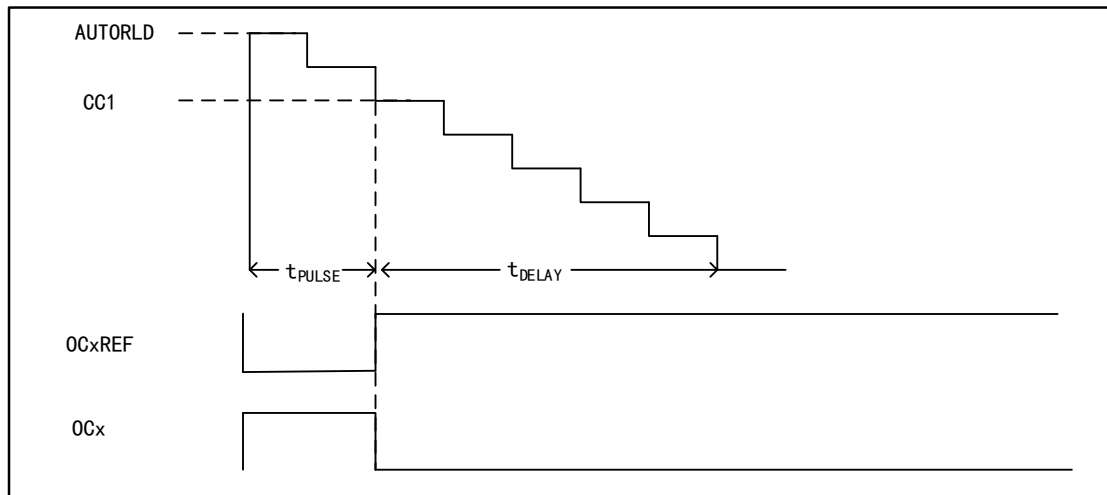 AUTORLD
CC1
tPULSE
tDELAY
OCxREF
OCx